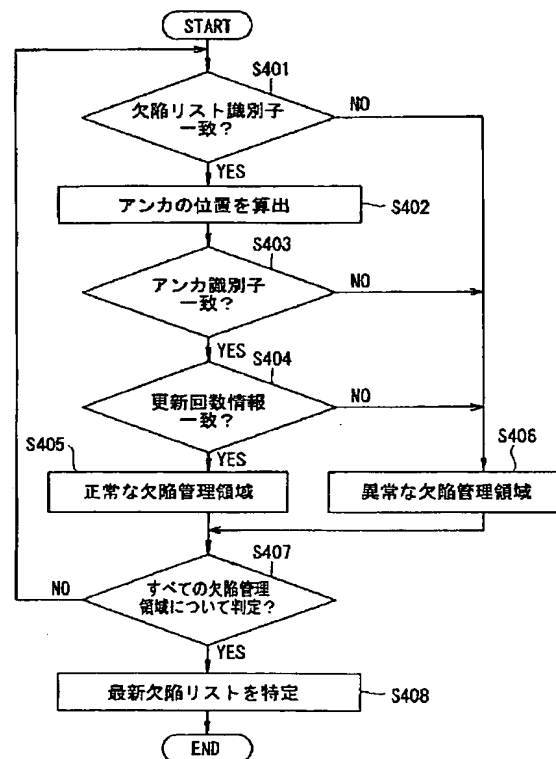 START
S401
欠陥リスト識別子
一致？
NO
YES
アンカの位置を算出
S402
S403
アンカ識別子
一致？
NO
YES
S404
更新回数情報
一致？
NO
S405
YES
S406
正常な欠陥管理領域
異常な欠陥管理領域
S407
すべての欠陥管理
領域について判定？
NO
YES
最新欠陥リストを特定
S408
END